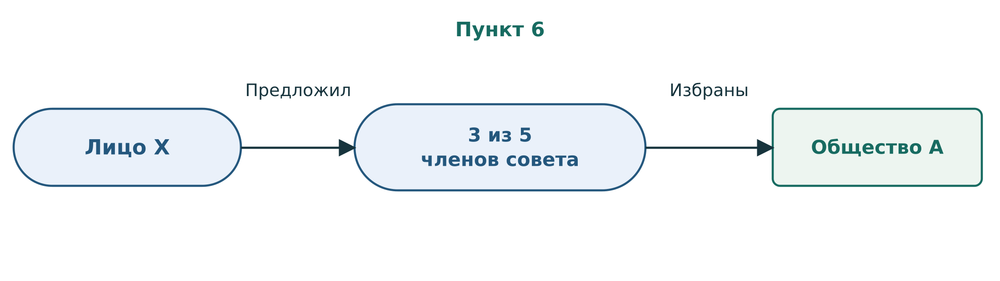 Пункт 6
Предложил
Избраны
Лицо X
3 из 5
членов совета
Общество А